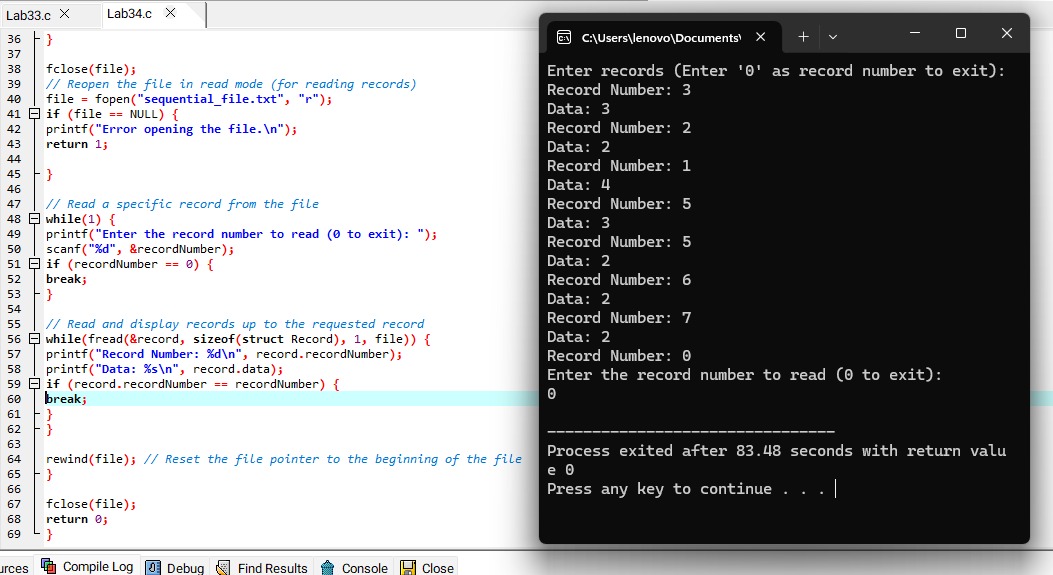 Lab33.c
Lab34.c
36 }
37
38 fclose(file);
39 // Reopen the file in read mode (for reading records)
40 file = fopen("sequential_file.txt", "r");
41 if (file == NULL) {
42 printf("Error opening the file.\n");
43 return 1;
44
45 }
46
47 // Read a specific record from the file
48 while(1) {
49 printf("Enter the record number to read (0 to exit): ");
50 scanf("%d", &recordNumber);
51 if (recordNumber == 0) {
52 break;
53 }
54
55 // Read and display records up to the requested record
56 while(fread(&record, sizeof(struct Record), 1, file)) {
57 printf("Record Number: %d\n", record.recordNumber);
58 printf("Data: %s\n", record.data);
59 if (record.recordNumber == recordNumber) {
60 break;
61 }
62 }
63
64 rewind(file); // Reset the file pointer to the beginning of the file
65 }
66
67 fclose(file);
68 return 0;
69 }
urces Compile Log Debug Find Results Console Close
C:\Users\lenovo\Documents\
Enter records (Enter '0' as record number to exit):
Record Number: 3
Data: 3
Record Number: 2
Data: 2
Record Number: 1
Data: 4
Record Number: 5
Data: 3
Record Number: 5
Data: 2
Record Number: 6
Data: 2
Record Number: 7
Data: 2
Record Number: 0
Enter the record number to read (0 to exit):
0
--------------------------------
Process exited after 83.48 seconds with return valu
e 0
Press any key to continue . . .